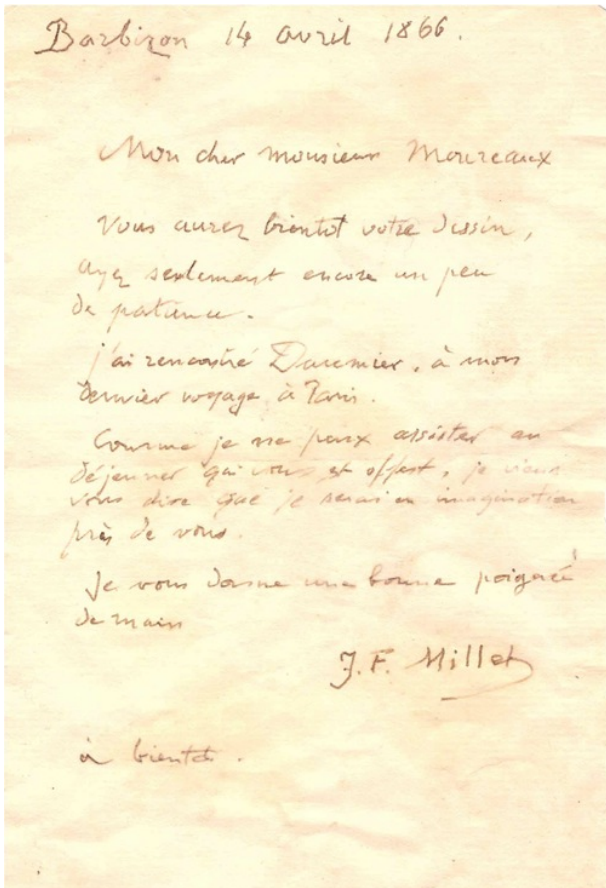 Barbizon 14 avril 1866.
Mon cher monsieur Moureaux
Vous aurez bientot votre dessin,
ayez seulement encore un peu
de patience.
j'ai rencontré Daumier, à mon
dernier voyage à Paris.
Comme je ne peux assister au
déjeuner qui vous est offert, je viens
vous dire que je serai en imagination
près de vous.
Je vous donne une bonne poignée
de main
J. F. Millet
à bientot.